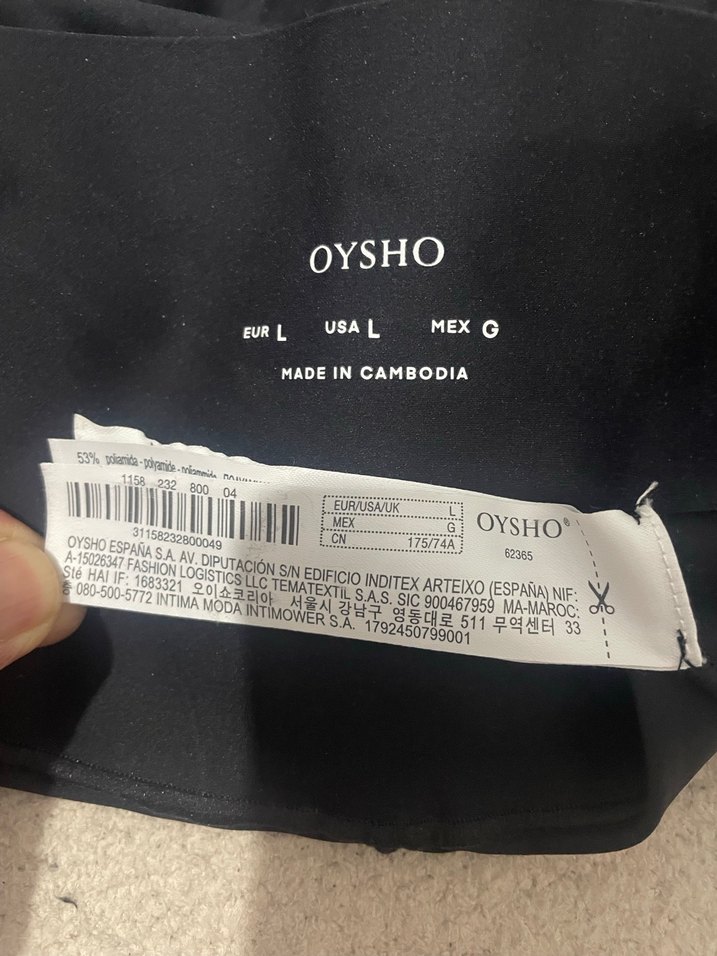 OYSHO
EUR L USA L MEX G
MADE IN CAMBODIA
53% poliamida - polyamide - poliammide
1158 232 800 04
31158232800049
EUR/USA/UK L
MEX G
CN 175/74A
OYSHO®
62365
OYSHO ESPAÑA S.A. AV. DIPUTACIÓN S/N EDIFICIO INDITEX ARTEIXO (ESPAÑA) NIF:
A-15026347 FASHION LOGISTICS LLC TEMATEXTIL S.A.S. SIC 900467959 MA-MAROC:
Sté HAI IF: 1683321 오이쇼코리아 서울시 강남구 영동대로 511 무역센터 33
층 080-500-5772 INTIMA MODA INTIMOWER S.A. 1792450799001